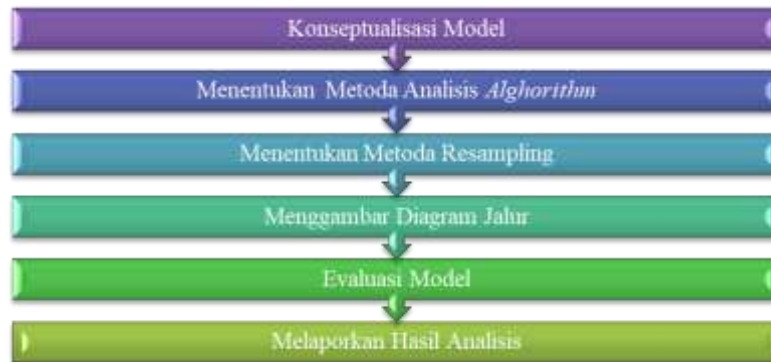 Konseptualisasi Model
Menentukan Metoda Analisis Alghorithm
Menentukan Metoda Resampling
Menggambar Diagram Jalur
Evaluasi Model
Melaporkan Hasil Analisis